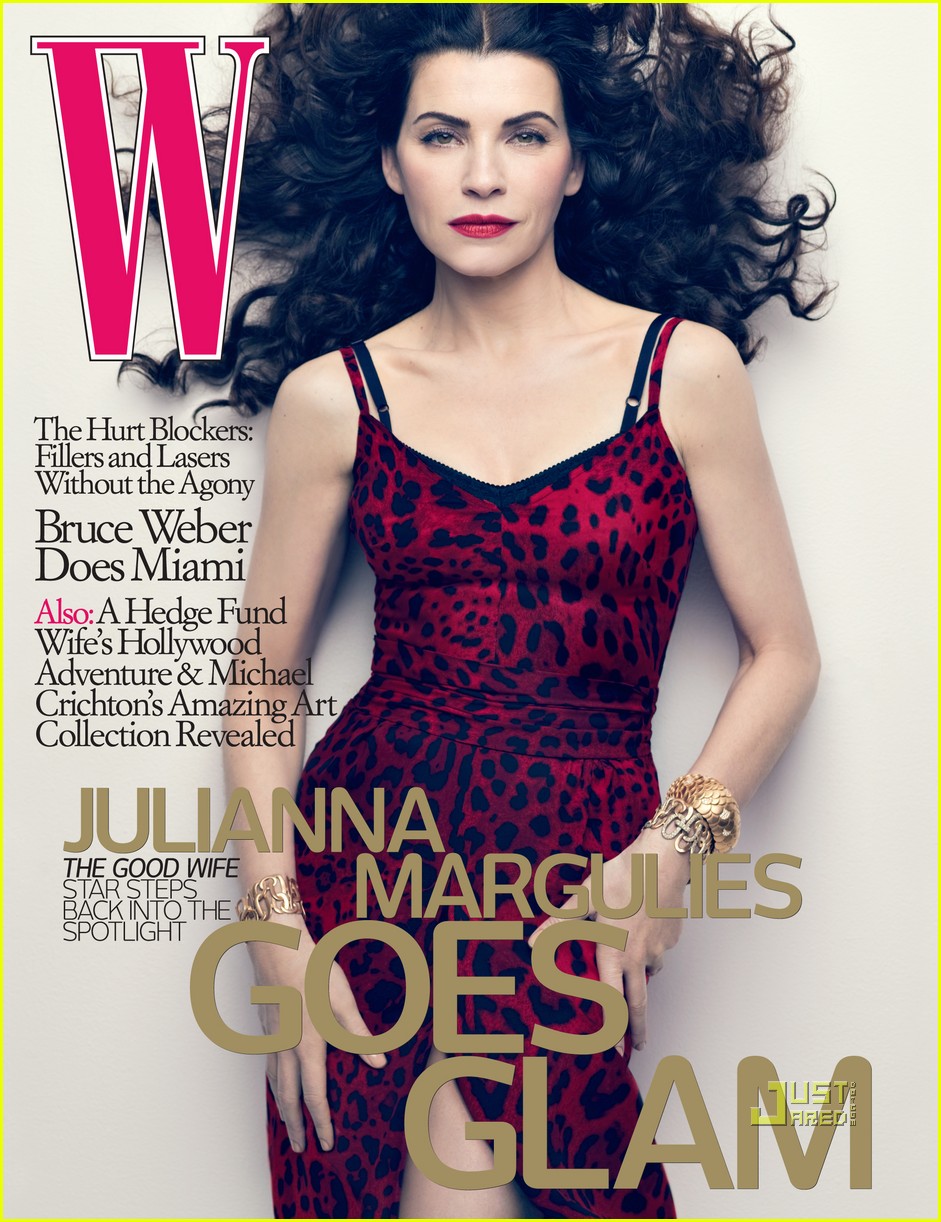 W
The Hurt Blockers:
Fillers and Lasers
Without the Agony
Bruce Weber
Does Miami
Also: A Hedge Fund
Wife's Hollywood
Adventure & Michael
Crichton's Amazing Art
Collection Revealed
JULIANNA
MARGULIES
THE GOOD WIFE
STAR STEPS
BACK INTO THE
SPOTLIGHT
GOES
GLAM
JUST
JARED